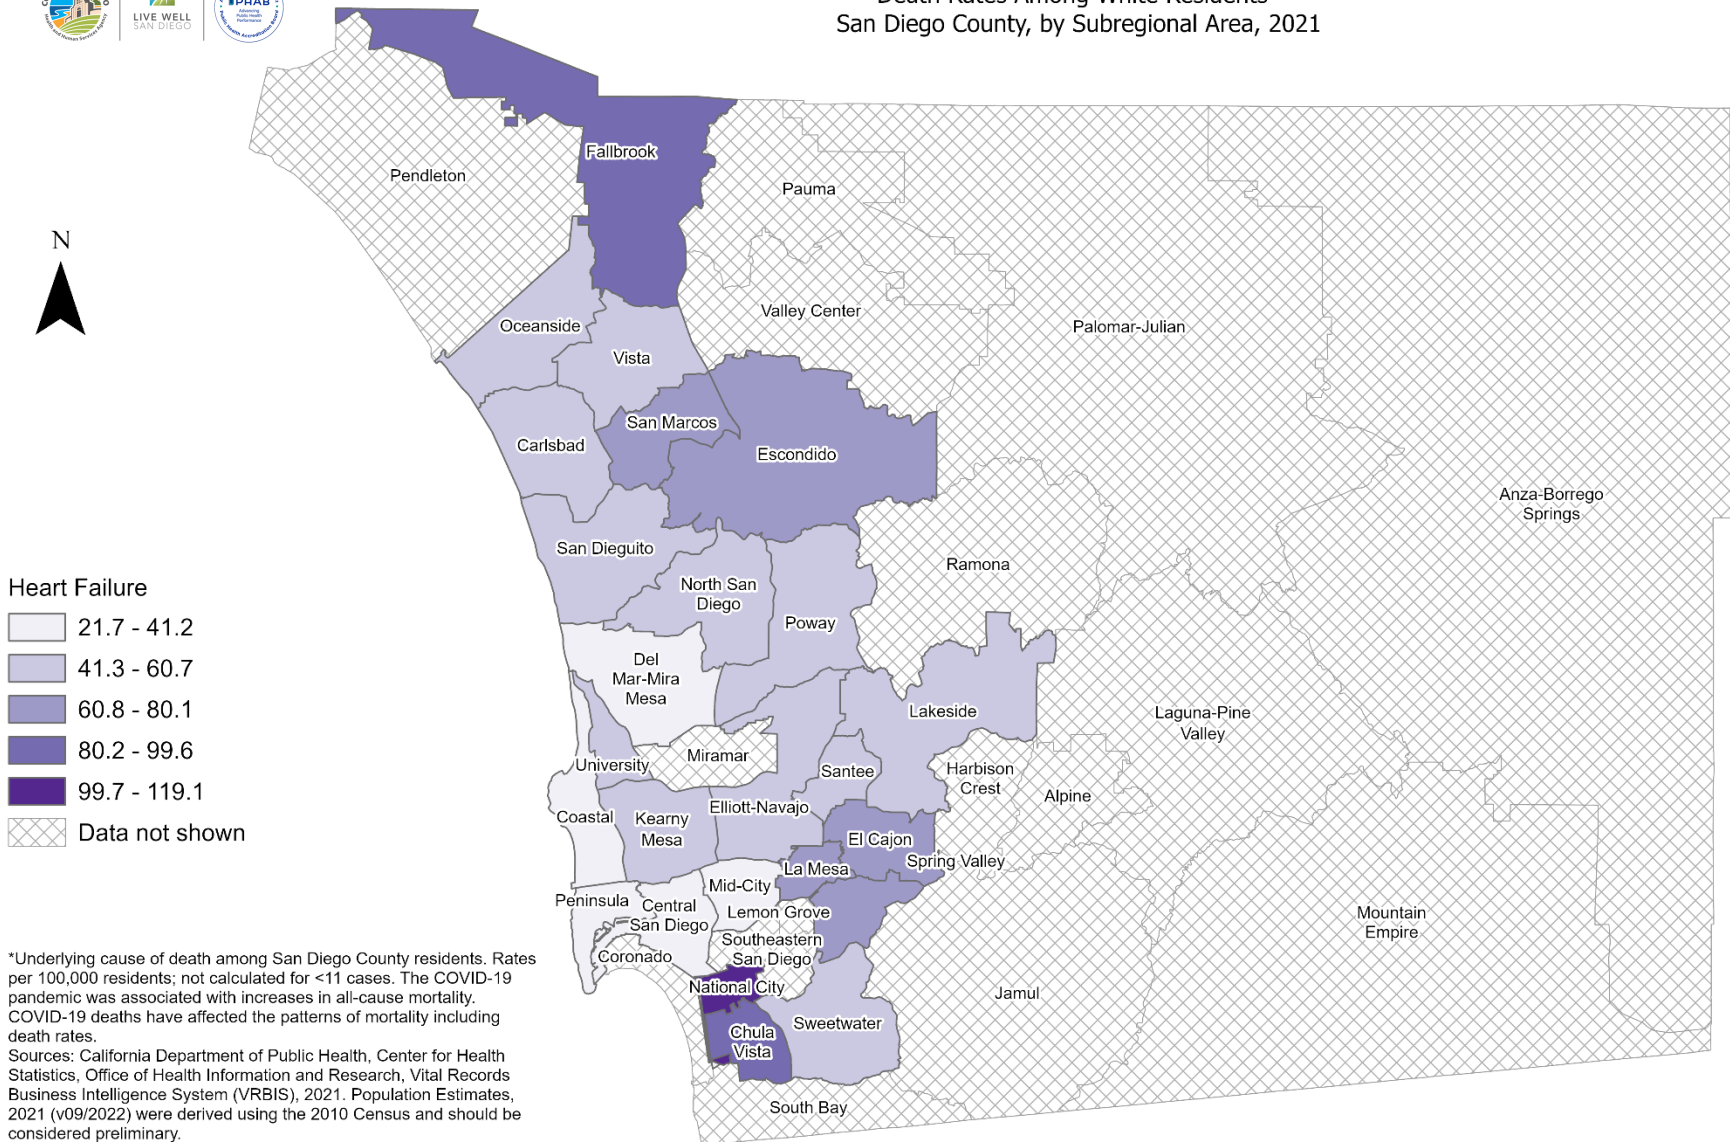 PHAB
Advancing
Public Health
Performance
LIVE WELL
SAN DIEGO
Death Rates Among White Residents
San Diego County, by Subregional Area, 2021
N
Fallbrook
Pendleton
Pauma
Valley Center
Oceanside
Palomar-Julian
Vista
San Marcos
Carlsbad
Escondido
Anza-Borrego
Springs
San Dieguito
Ramona
North San
Diego
Poway
Del
Mar-Mira
Mesa
Lakeside
Laguna-Pine
Valley
Miramar
University
Santee
Harbison
Crest
Alpine
Elliott-Navajo
Coastal
Kearny
Mesa
El Cajon
Spring Valley
La Mesa
Mid-City
Peninsula
Central
San Diego
Lemon Grove
Mountain
Empire
Southeastern
San Diego
Coronado
National City
Jamul
Sweetwater
Chula
Vista
South Bay
Heart Failure
21.7 - 41.2
41.3 - 60.7
60.8 - 80.1
80.2 - 99.6
99.7 - 119.1
Data not shown
*Underlying cause of death among San Diego County residents. Rates
per 100,000 residents; not calculated for <11 cases. The COVID-19
pandemic was associated with increases in all-cause mortality.
COVID-19 deaths have affected the patterns of mortality including
death rates.
Sources: California Department of Public Health, Center for Health
Statistics, Office of Health Information and Research, Vital Records
Business Intelligence System (VRBIS), 2021. Population Estimates,
2021 (v09/2022) were derived using the 2010 Census and should be
considered preliminary.